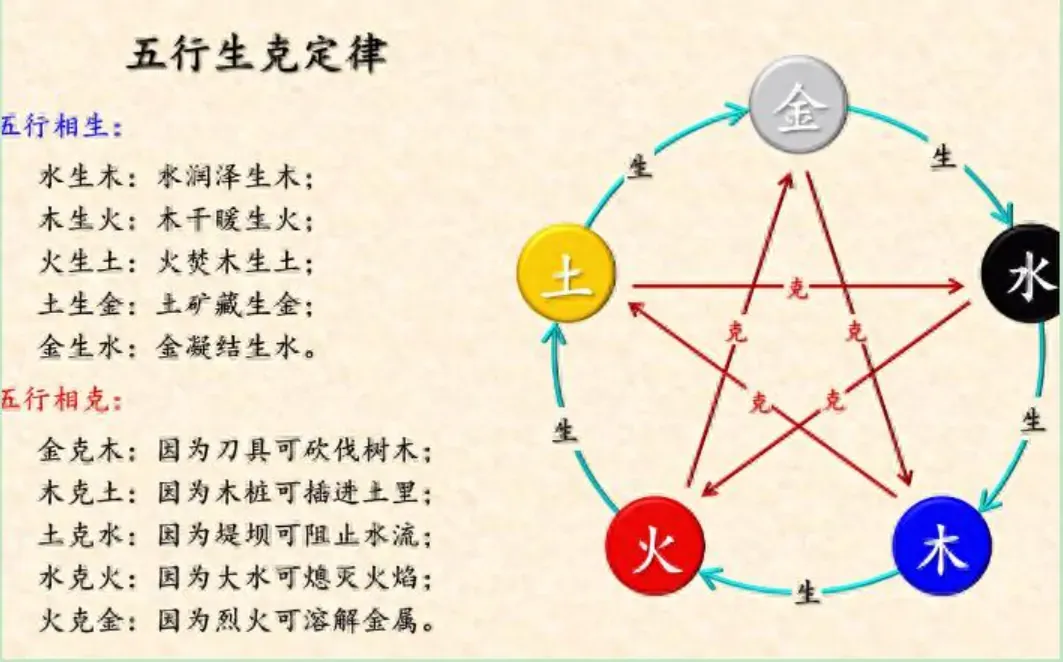 五行生克定律
五行相生：
水生木：水润泽生木；
木生火：木干暖生火；
火生土：火焚木生土；
土生金：土矿藏生金；
金生水：金凝结生水。
五行相克：
金克木：因为刀具可砍伐树木；
木克土：因为木桩可插进土里；
土克水：因为堤坝可阻止水流；
水克火：因为大水可熄灭火焰；
火克金：因为烈火可溶解金属。
金
生
生
土
水
克
克
克
克
克
生
生
火
木
生